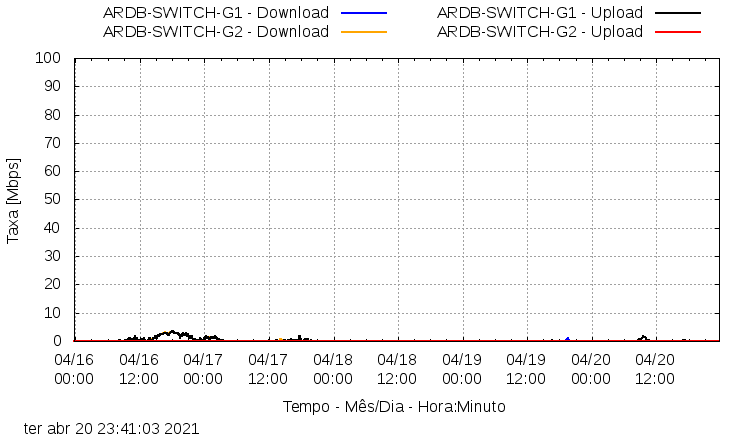 ARDB-SWITCH-G1 - Download ARDB-SWITCH-G1 - Upload
ARDB-SWITCH-G2 - Download ARDB-SWITCH-G2 - Upload
100
90
80
70
60
50
40
30
20
10
0
Taxa [Mbps]
04/16 04/16 04/17 04/17 04/18 04/18 04/19 04/19 04/20 04/20
00:00 12:00 00:00 12:00 00:00 12:00 00:00 12:00 00:00 12:00
Tempo - Mês/Dia - Hora:Minuto
ter abr 20 23:41:03 2021